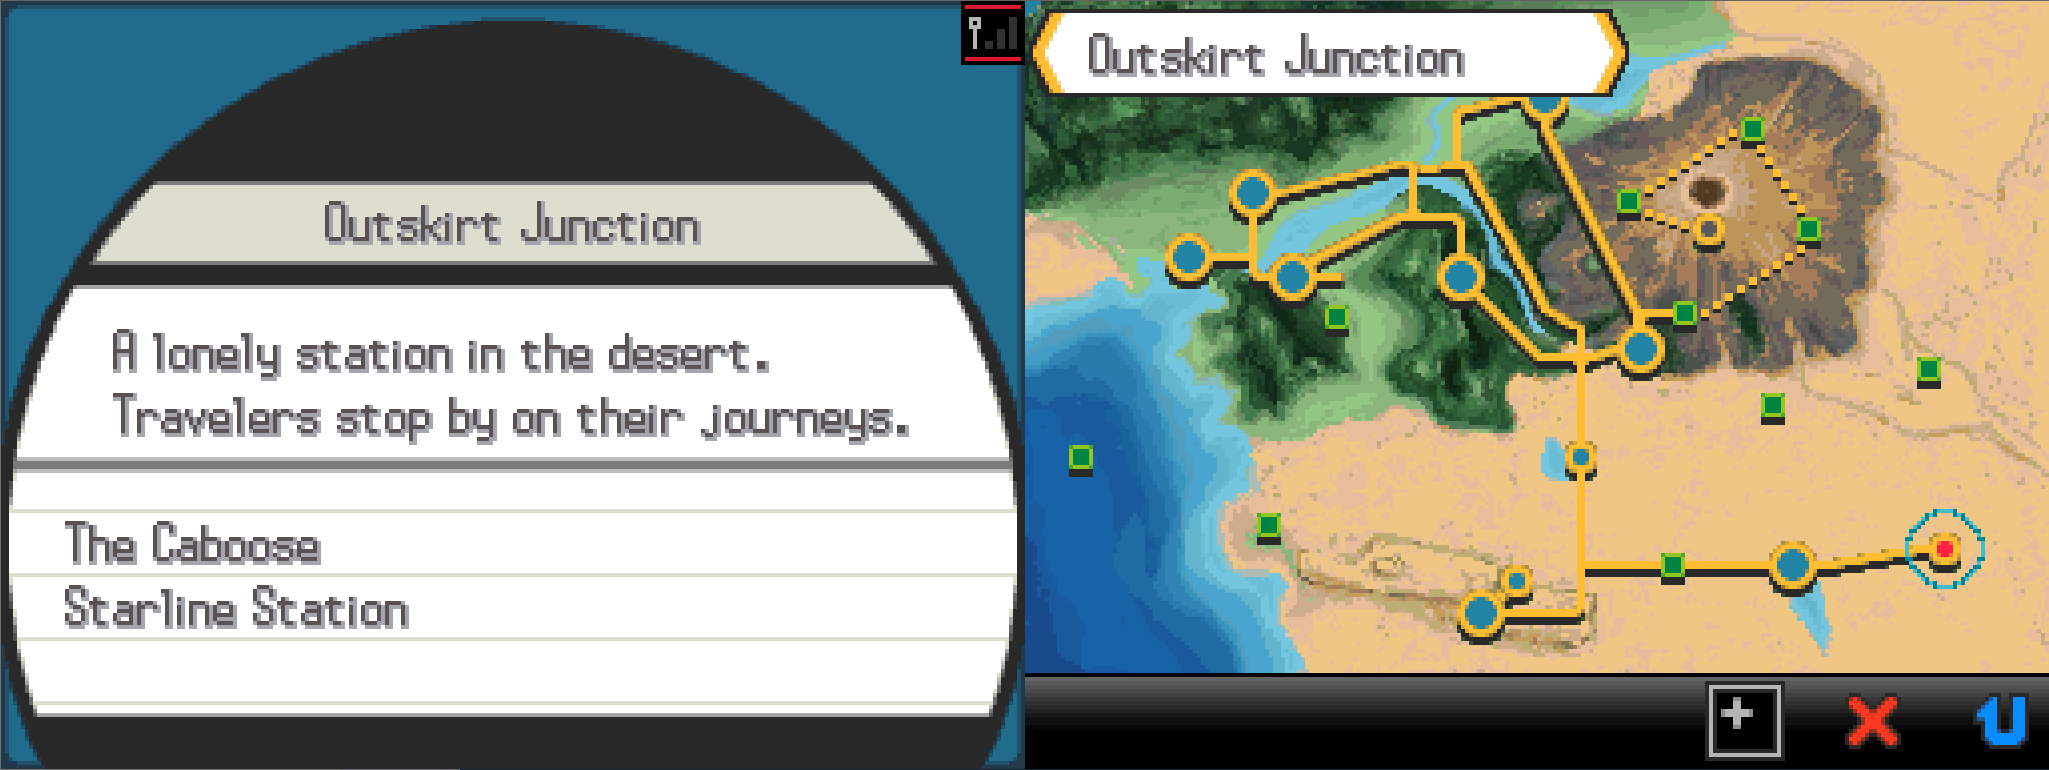 Outskirt Junction
A lonely station in the desert.
Travelers stop by on their journeys.
The Caboose
Starline Station
Outskirt Junction